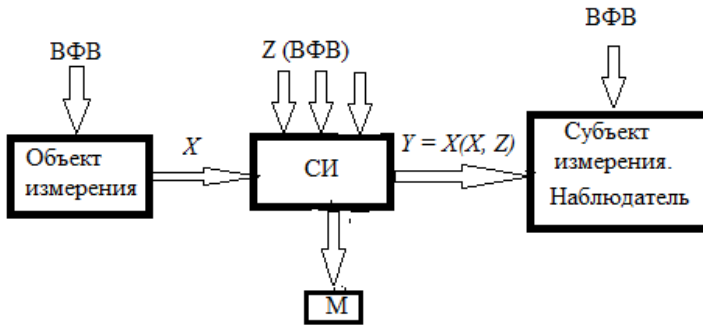 ВФВ
Z (ВФВ)
ВФВ
Объект
измерения
X
СИ
Y = X(X, Z)
Субъект
измерения.
Наблюдатель
М